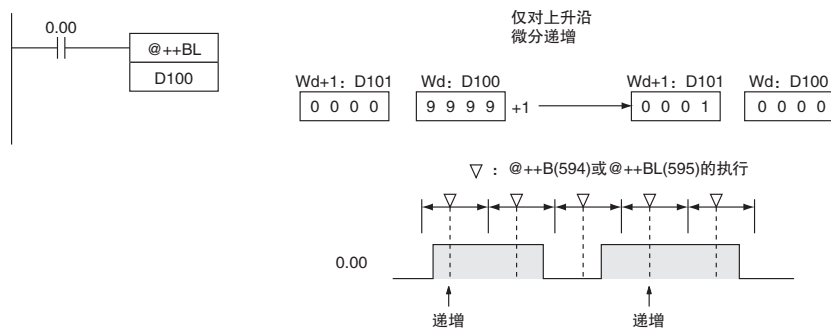 0.00
@++BL
D100
仅对上升沿
微分递增
Wd+1：D101 Wd：D100 Wd+1：D101 Wd：D100
0 0 0 0 9 9 9 9 +1 0 0 0 1 0 0 0 0
▽ ：@++B(594)或@++BL(595)的执行
0.00
递增 递增